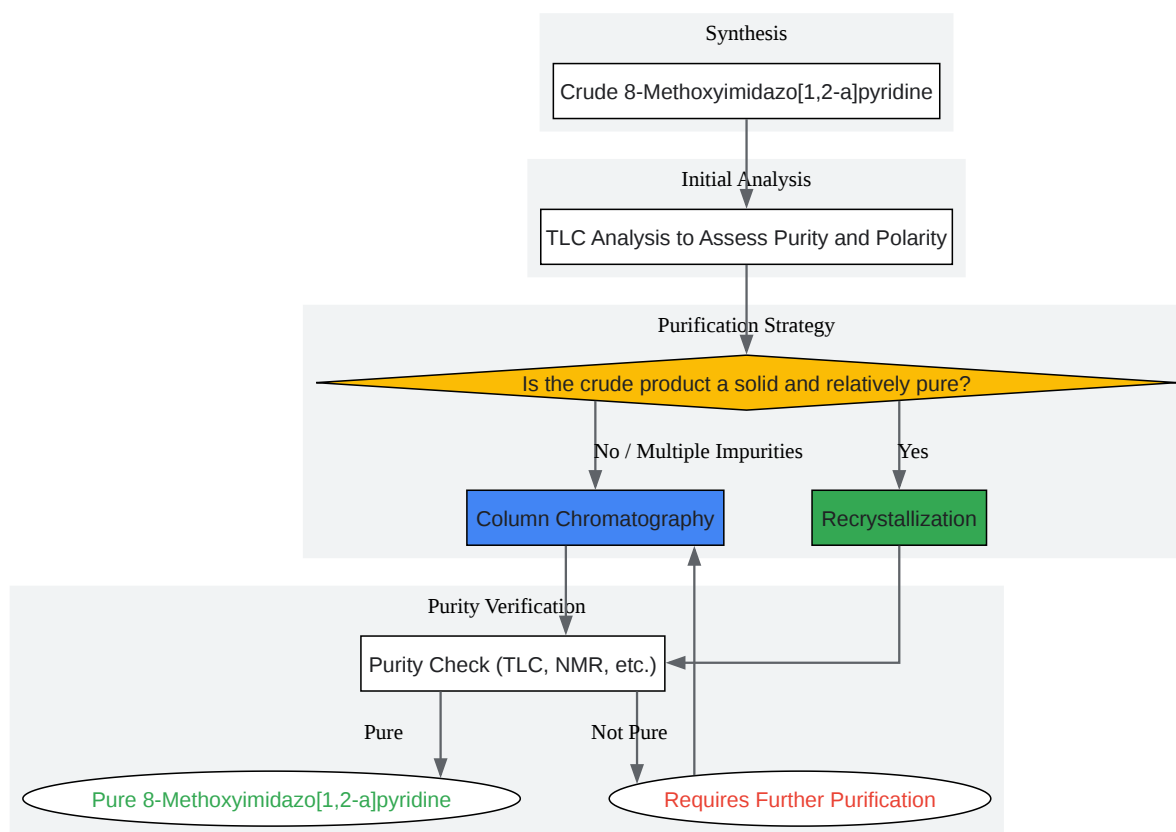 Synthesis
Crude 8-Methoxyimidazo[1,2-a]pyridine
Initial Analysis
TLC Analysis to Assess Purity and Polarity
Purification Strategy
Is the crude product a solid and relatively pure?
No / Multiple Impurities
Yes
Column Chromatography
Recrystallization
Purity Verification
Purity Check (TLC, NMR, etc.)
Pure
Not Pure
Pure 8-Methoxyimidazo[1,2-a]pyridine
Requires Further Purification